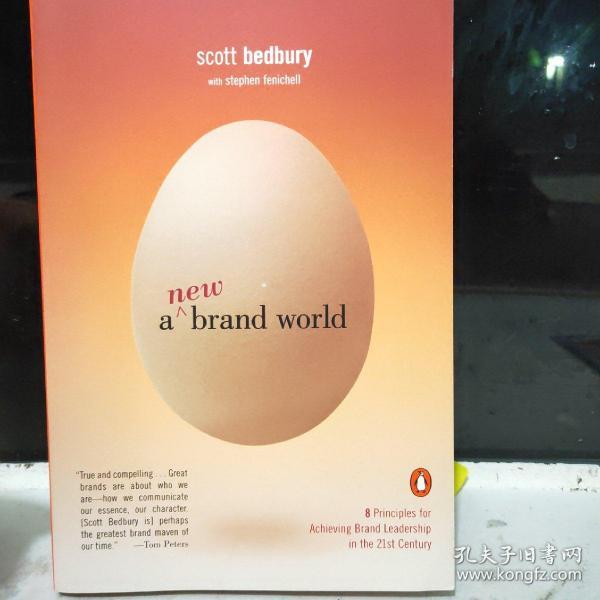 scott bedbury
with stephen fenichell
new
a ^ brand world
"True and compelling . . . Great
brands are about who we
are—how we communicate
our essence, our character.
[Scott Bedbury is] perhaps
the greatest brand maven of
our time." —Tom Peters
8 Principles for
Achieving Brand Leadership
in the 21st Century
孔夫子旧书网
www.kongfz.com